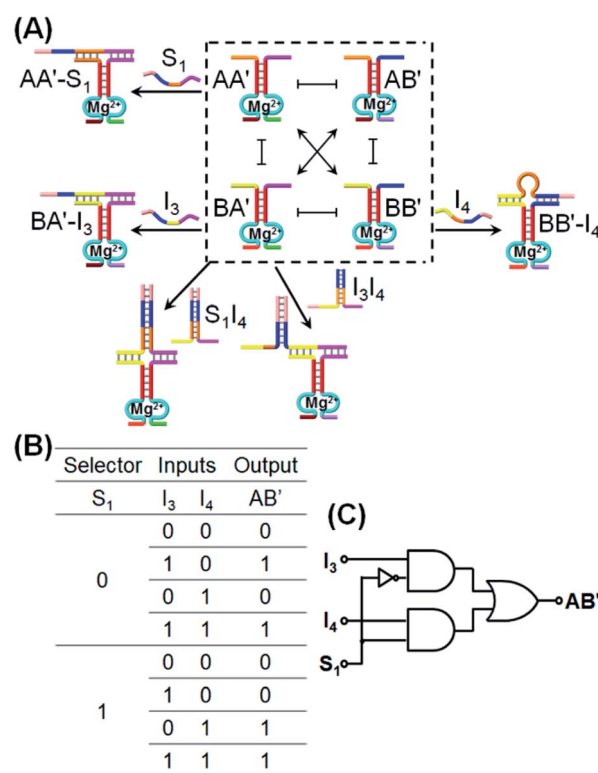 (A)
S₁
AA'-S₁
AA'
AB'
Mg²⁺
Mg²⁺
Mg²⁺
I₃
BA'-I₃
BA'
BB'
I₄
BB'-I₄
Mg²⁺
Mg²⁺
Mg²⁺
Mg²⁺
S₁I₄
I₃I₄
Mg²⁺
Mg²⁺
(B)
Selector Inputs Output
S₁ I₃ I₄ AB'
0
0 0 0
1 0 1
0 1 0
1 1 1
1
0 0 0
1 0 0
0 1 1
1 1 1
(C)
I₃
I₄
S₁
AB'